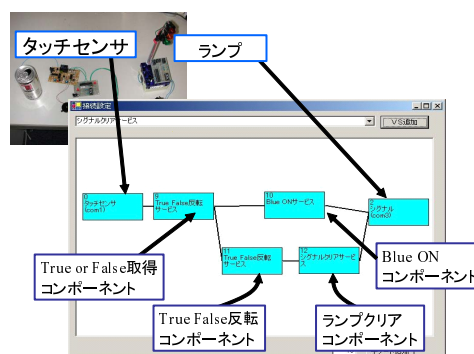 タッチセンサ
ランプ
接続設定
シグナルクリアサービス
VS追加
0
タッチセンサ
(com1)
9
True False反転
サービス
10
Blue ONサービス
2
シグナル
(com3)
11
True False反転
サービス
12
シグナルクリアサービ
ス
True or False取得
コンポーネント
Blue ON
コンポーネント
True False反転
コンポーネント
ランプクリア
コンポーネント